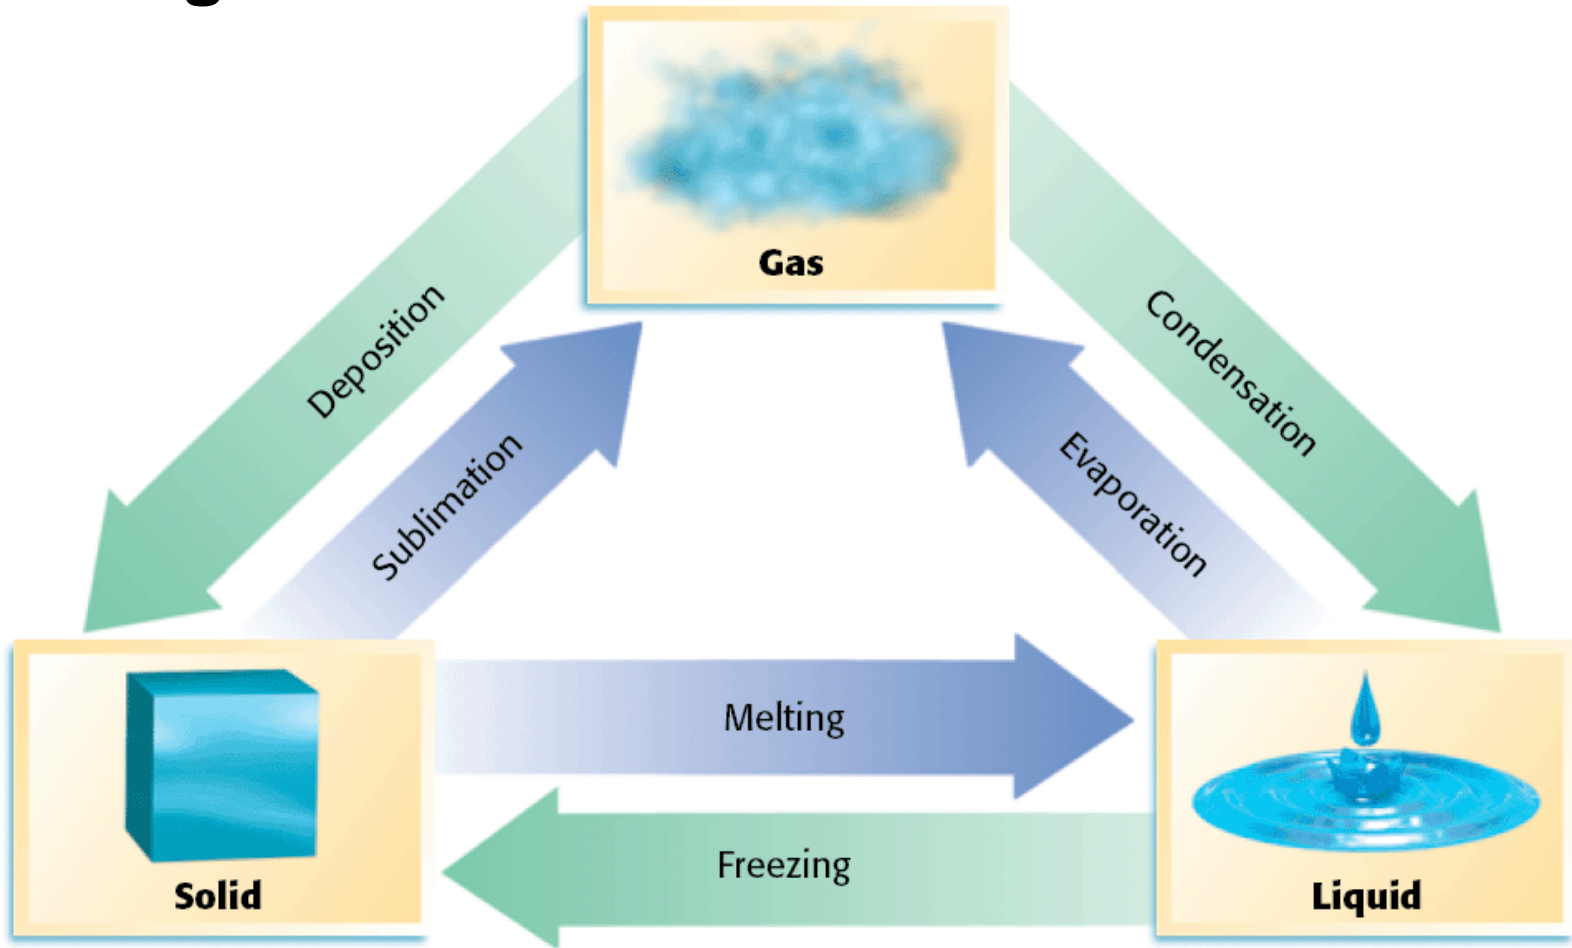 Gas
Deposition
Condensation
Sublimation
Evaporation
Melting
Freezing
Solid
Liquid